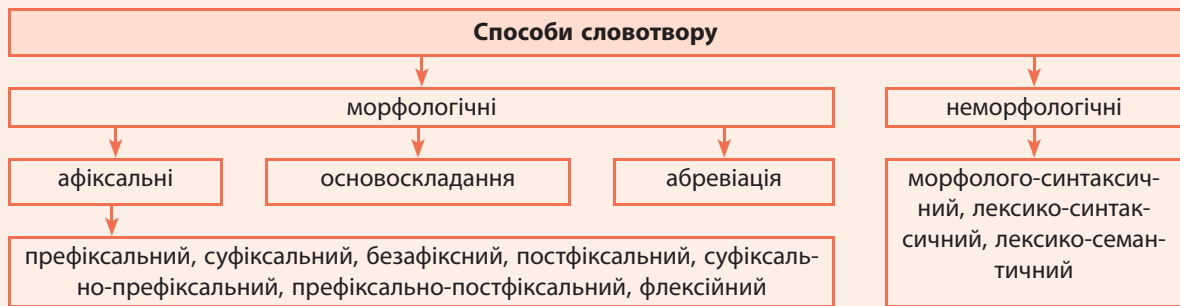 Способи словотвору
морфологічні
неморфологічні
афіксальні
основоскладання
абревіація
морфолого-синтаксич-
ний, лексико-синтак-
сичний, лексико-семан-
тичний
префіксальний, суфіксальний, безафіксний, постфіксальний, суфіксаль-
но-префіксальний, префіксально-постфіксальний, флексійний